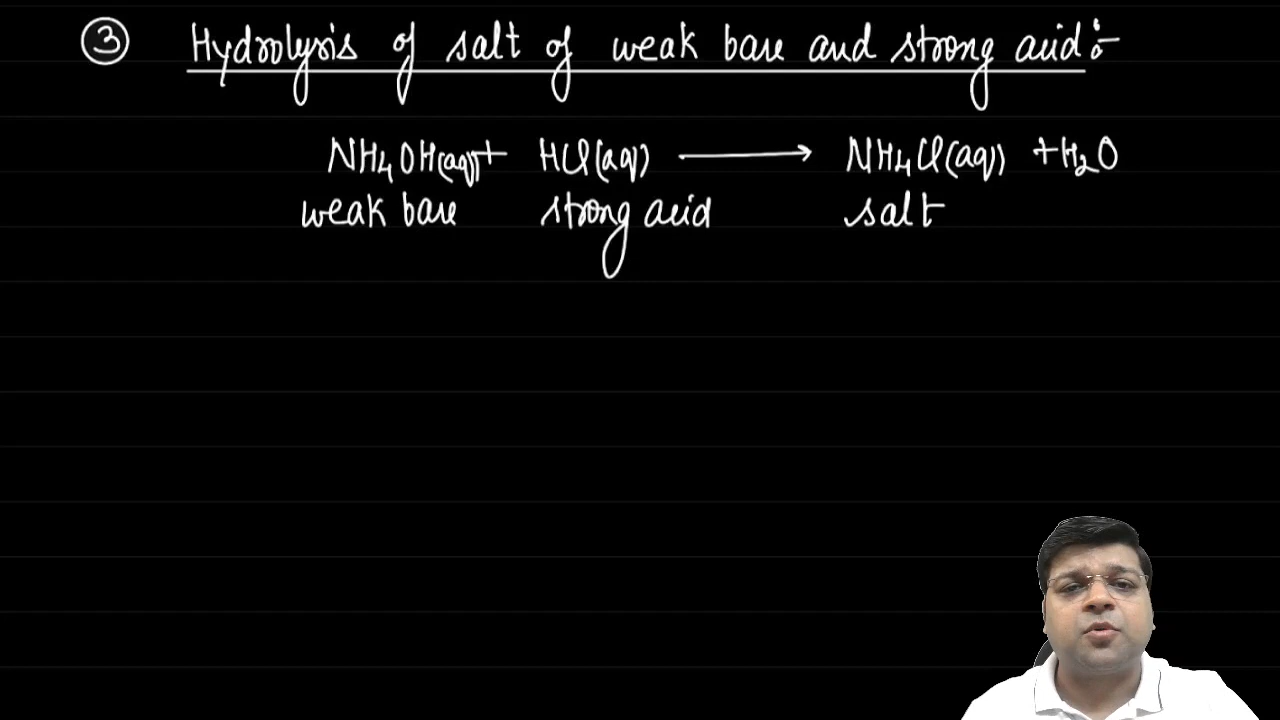 ③ Hydrolysis of salt of weak base and strong acid:-
NH₄OH(aq) + HCl(aq) ⟶ NH₄Cl(aq) + H₂O
weak base strong acid salt